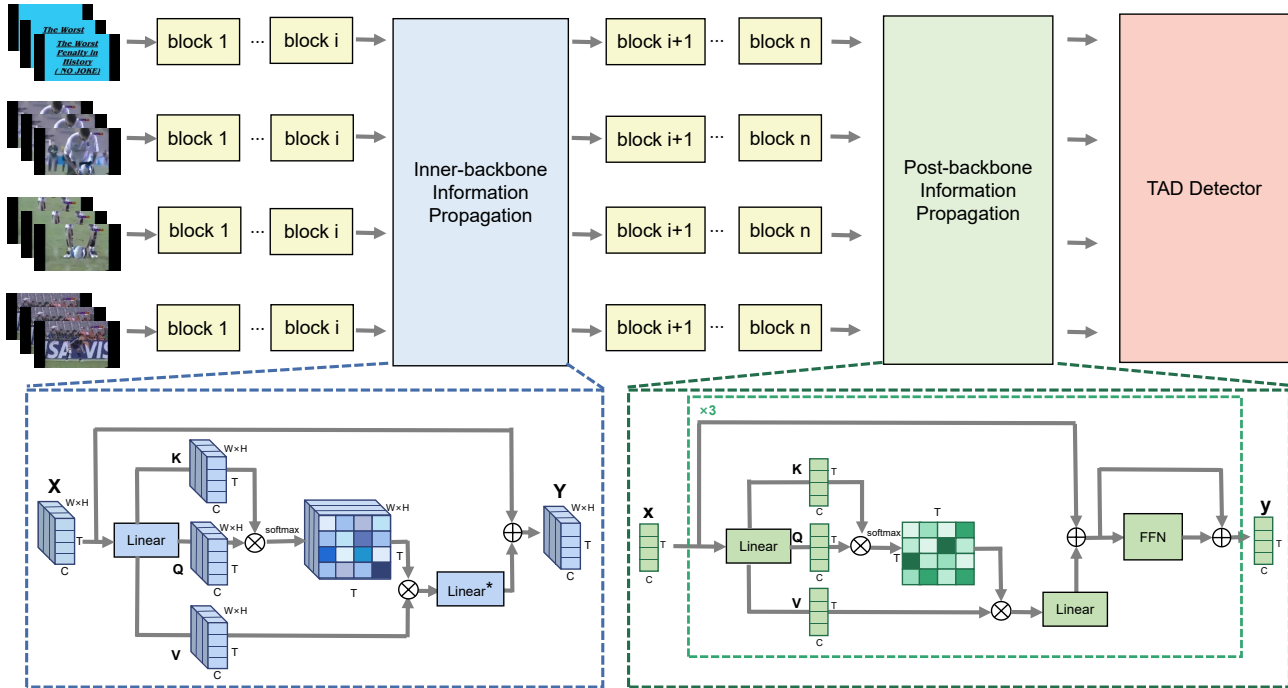 The Worst
The Worst
Penalty in
History
( NO JOKE)
block 1 ... block i
block i+1 ... block n
block 1 ... block i
block i+1 ... block n
block 1 ... block i
block i+1 ... block n
block 1 ... block i
block i+1 ... block n
Inner-backbone
Information
Propagation
Post-backbone
Information
Propagation
TAD Detector
VISA VIS
X
W×H
T
C
Linear
K
W×H
T
C
Q
W×H
T
C
V
W×H
T
C
softmax
W×H
T
T
Linear*
Y
W×H
T
C
×3
x
T
C
Linear
K
T
C
Q
T
C
V
T
C
softmax
T
T
Linear
FFN
y
T
C